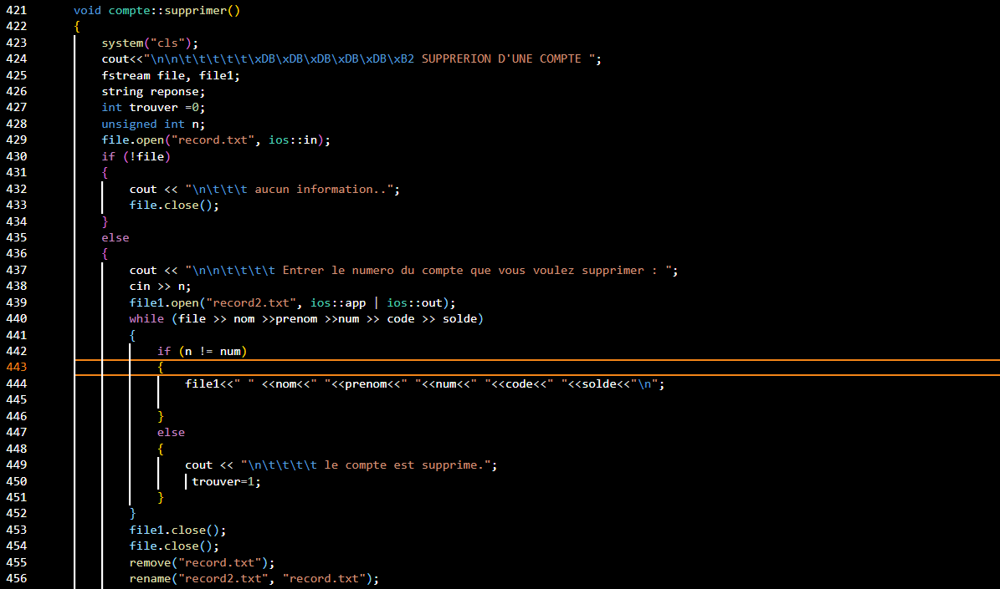 421 void compte::supprimer()
422 {
423 system("cls");
424 cout<<"\n\n\t\t\t\t\t\xDB\xDB\xDB\xDB\xDB\xB2 SUPPRERION D'UNE COMPTE ";
425 fstream file, file1;
426 string reponse;
427 int trouver =0;
428 unsigned int n;
429 file.open("record.txt", ios::in);
430 if (!file)
431 {
432 cout << "\n\t\t\t aucun information..";
433 file.close();
434 }
435 else
436 {
437 cout << "\n\n\t\t\t\t Entrer le numero du compte que vous voulez supprimer : ";
438 cin >> n;
439 file1.open("record2.txt", ios::app | ios::out);
440 while (file >> nom >>prenom >>num >> code >> solde)
441 {
442 if (n != num)
443 {
444 file1<<" " <<nom<<" "<<prenom<<" "<<num<<" "<<code<<" "<<solde<<"\n";
445
446 }
447 else
448 {
449 cout << "\n\t\t\t\t le compte est supprime.";
450 trouver=1;
451 }
452 }
453 file1.close();
454 file.close();
455 remove("record.txt");
456 rename("record2.txt", "record.txt");